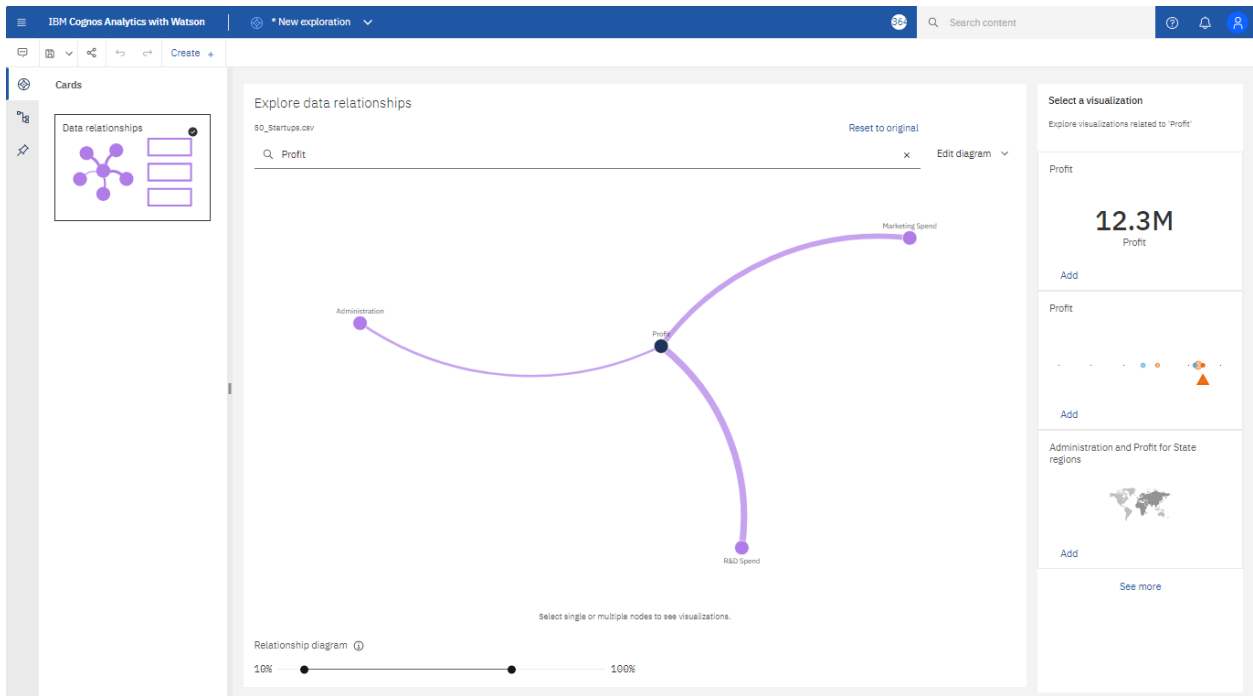 IBM Cognos Analytics with Watson
* New exploration
364
Search content
Create +
Cards
Data relationships
Explore data relationships
50_Startups.csv
Reset to original
Profit
Edit diagram
Marketing Spend
Administration
Profit
R&D Spend
Select single or multiple nodes to see visualizations.
Relationship diagram
10%
100%
Select a visualization
Explore visualizations related to 'Profit'
Profit
12.3M
Profit
Add
Profit
Add
Administration and Profit for State
regions
Add
See more